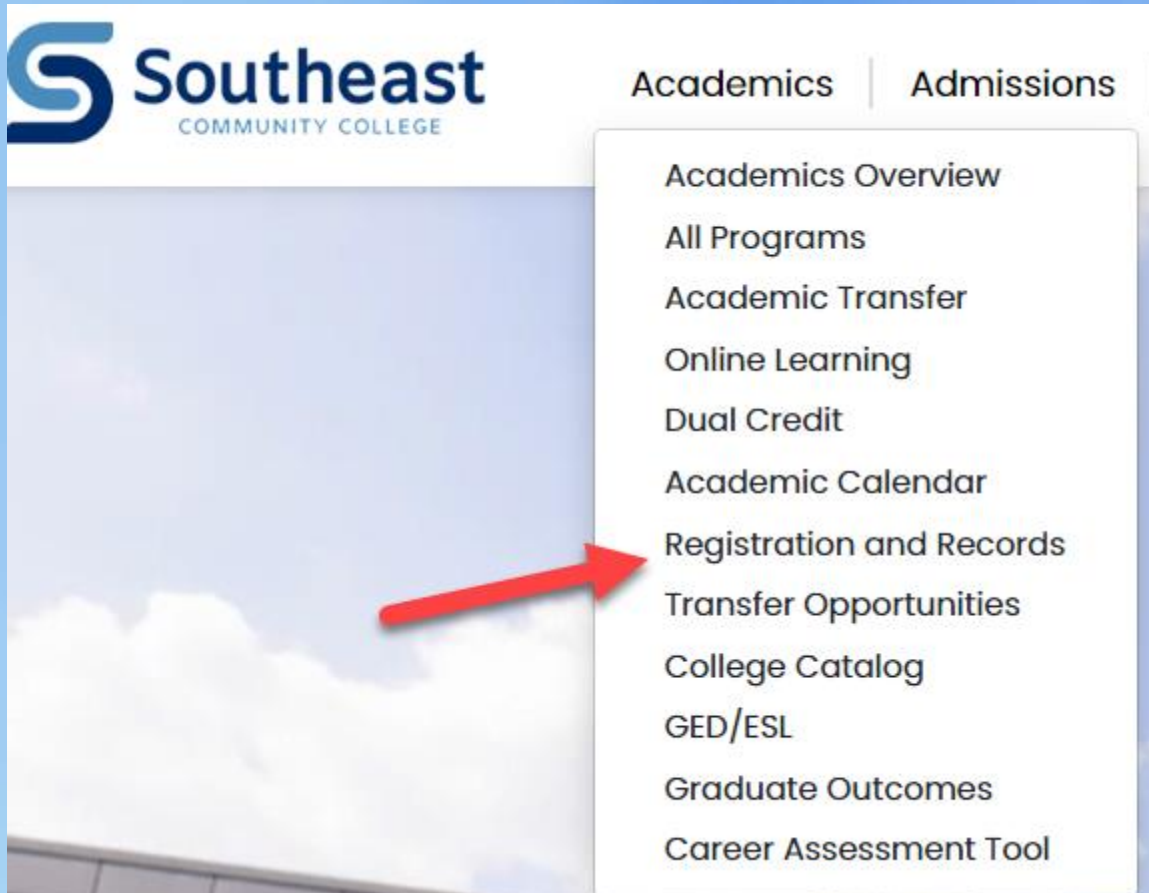 Southeast
COMMUNITY COLLEGE
Academics
Admissions
Academics Overview
All Programs
Academic Transfer
Online Learning
Dual Credit
Academic Calendar
Registration and Records
Transfer Opportunities
College Catalog
GED/ESL
Graduate Outcomes
Career Assessment Tool